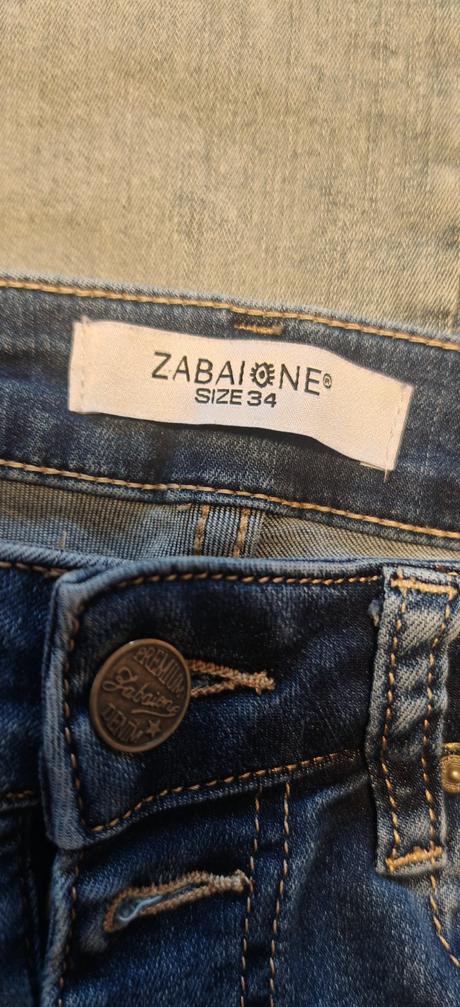 ZABAIONE®
SIZE 34
PREMIUM
Zabaione
DENIM